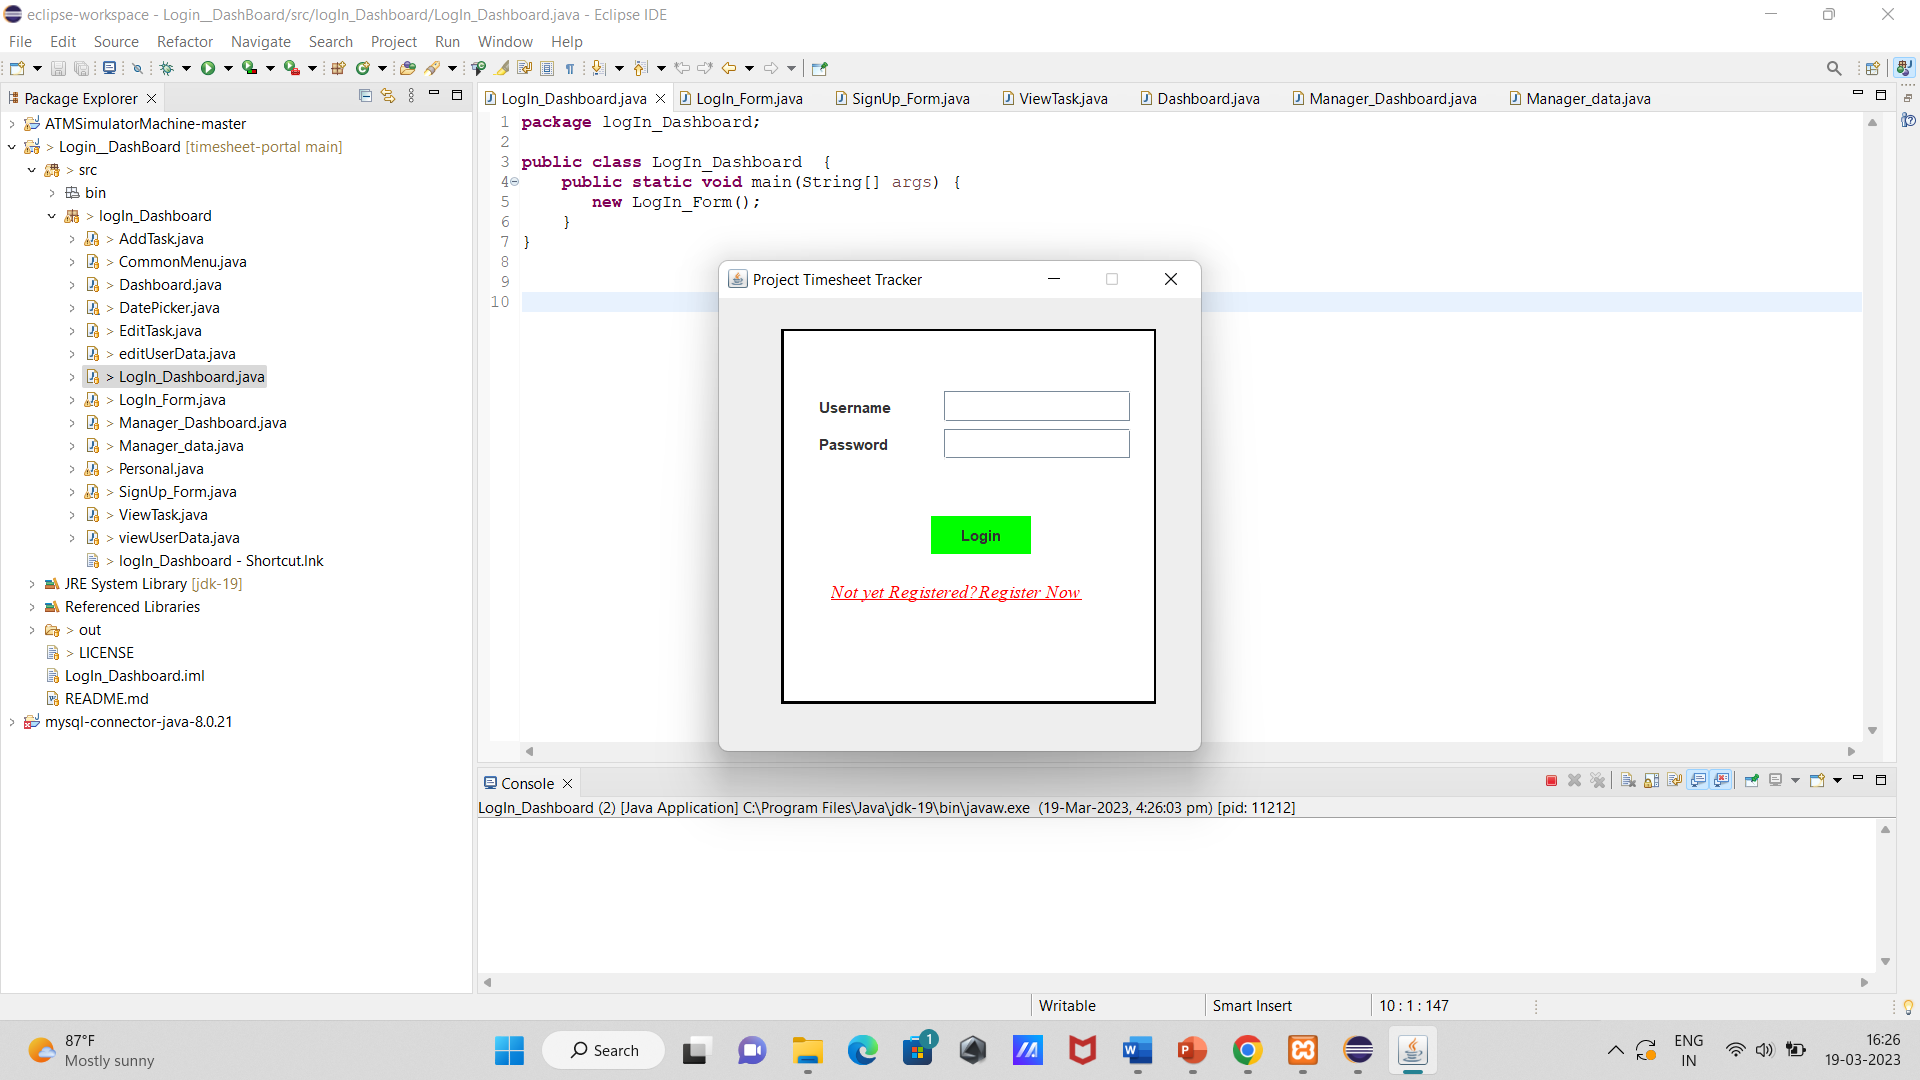 eclipse-workspace - Login__DashBoard/src/logIn_Dashboard/LogIn_Dashboard.java - Eclipse IDE
File Edit Source Refactor Navigate Search Project Run Window Help
Package Explorer
LogIn_Dashboard.java LogIn_Form.java SignUp_Form.java ViewTask.java Dashboard.java Manager_Dashboard.java Manager_data.java
ATMSimulatorMachine-master
> Login__DashBoard [timesheet-portal main]
> src
bin
> logIn_Dashboard
> AddTask.java
> CommonMenu.java
> Dashboard.java
> DatePicker.java
> EditTask.java
> editUserData.java
> LogIn_Dashboard.java
> LogIn_Form.java
> Manager_Dashboard.java
> Manager_data.java
> Personal.java
> SignUp_Form.java
> ViewTask.java
> viewUserData.java
> logIn_Dashboard - Shortcut.lnk
JRE System Library [jdk-19]
Referenced Libraries
> out
> LICENSE
LogIn_Dashboard.iml
README.md
mysql-connector-java-8.0.21
1 package logIn_Dashboard;
2
3 public class LogIn_Dashboard {
4 public static void main(String[] args) {
5 new LogIn_Form();
6 }
7 }
8
9
10
Project Timesheet Tracker
Username
Password
Login
Not yet Registered? Register Now
Console
LogIn_Dashboard (2) [Java Application] C:\Program Files\Java\jdk-19\bin\javaw.exe (19-Mar-2023, 4:26:03 pm) [pid: 11212]
Writable Smart Insert 10 : 1 : 147
87°F
Mostly sunny
Search
1
ENG
IN
16:26
19-03-2023